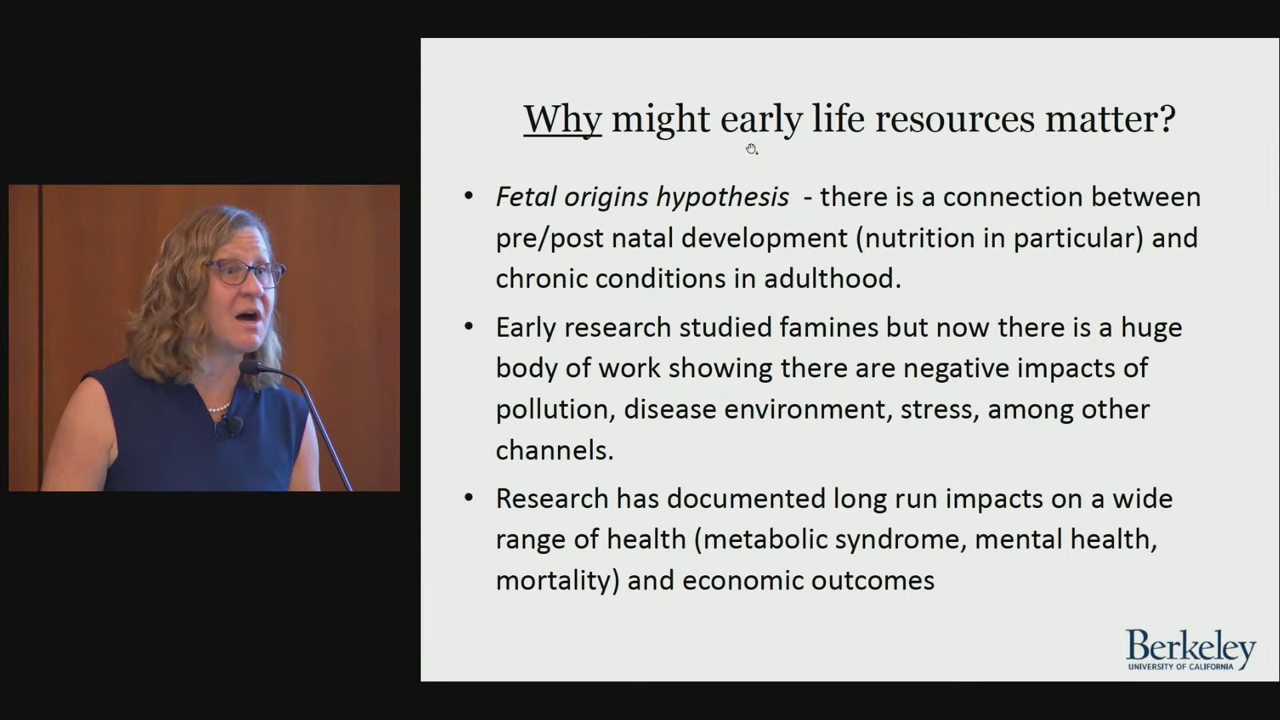 Why might early life resources matter?
• Fetal origins hypothesis - there is a connection between
pre/post natal development (nutrition in particular) and
chronic conditions in adulthood.
• Early research studied famines but now there is a huge
body of work showing there are negative impacts of
pollution, disease environment, stress, among other
channels.
• Research has documented long run impacts on a wide
range of health (metabolic syndrome, mental health,
mortality) and economic outcomes
Berkeley
UNIVERSITY OF CALIFORNIA